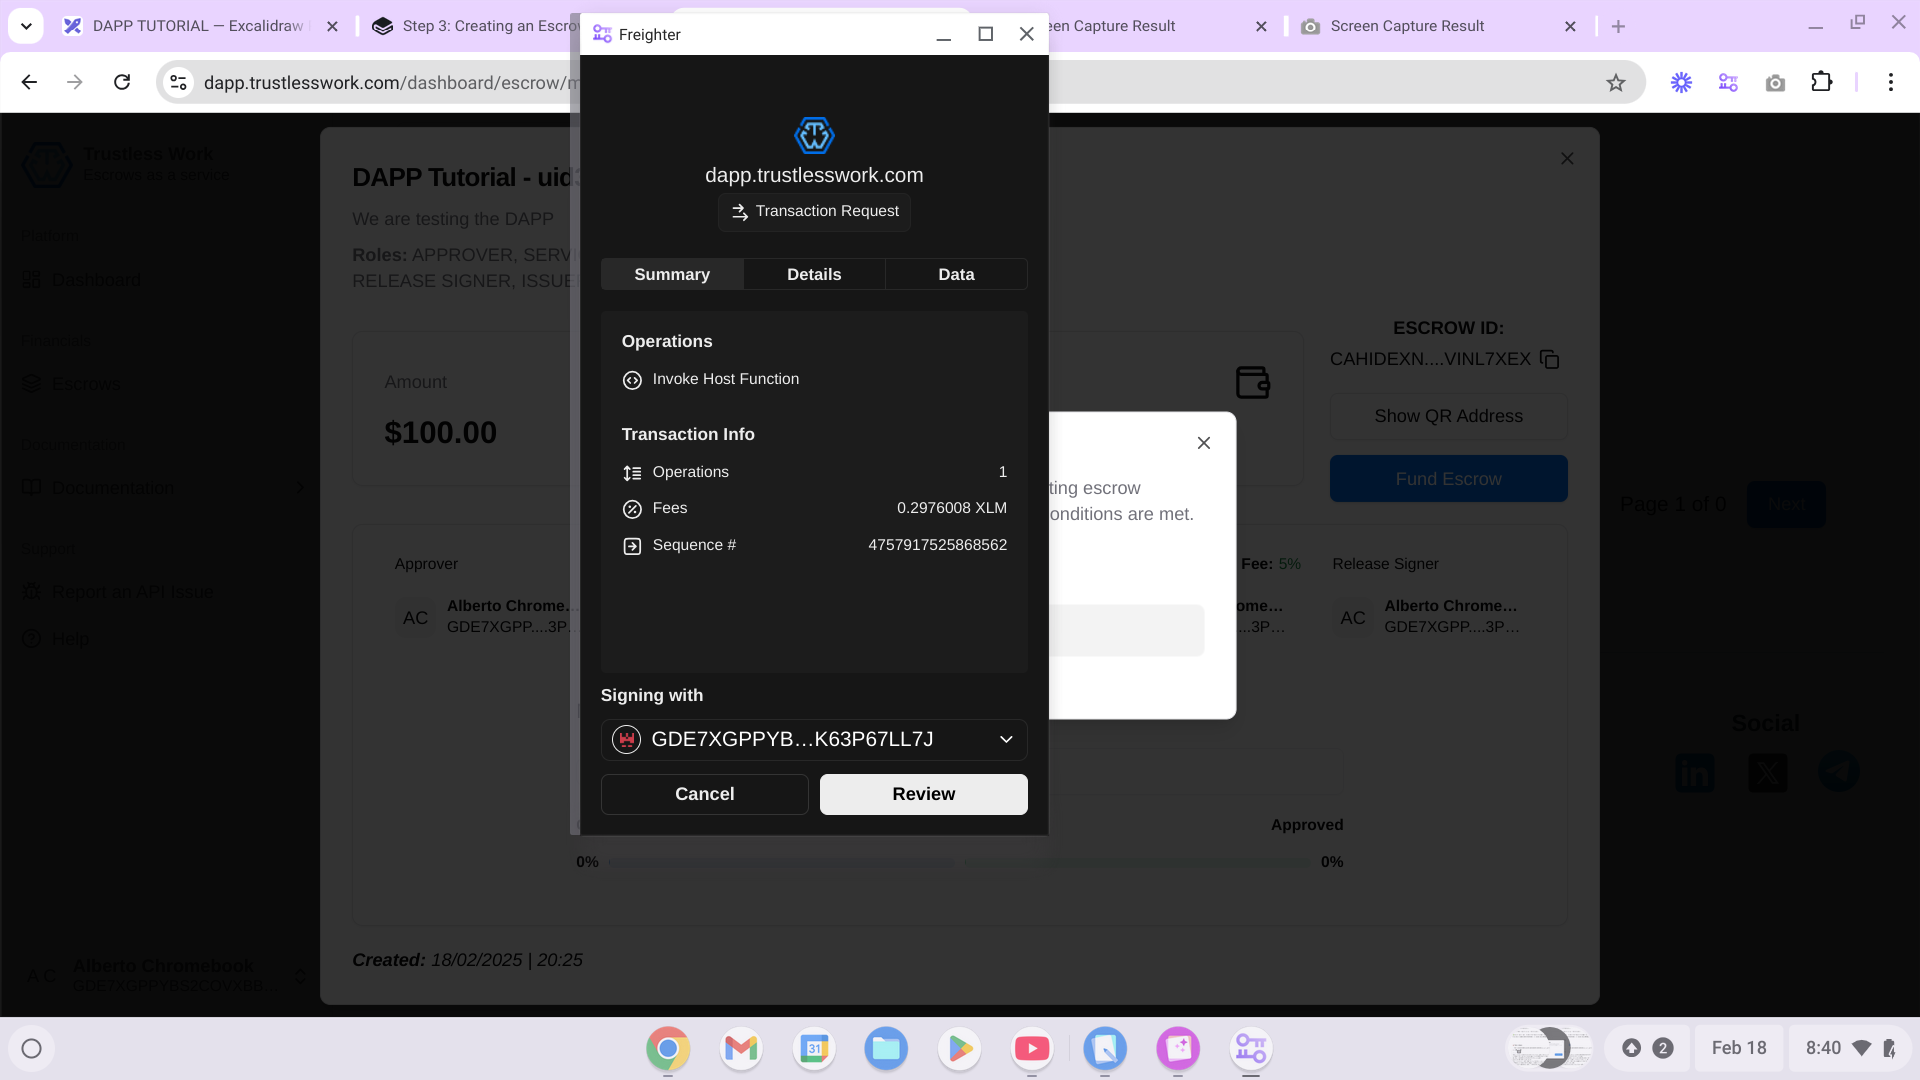 DAPP TUTORIAL — Excalidraw
Step 3: Creating an Escro
een Capture Result
Screen Capture Result
dapp.trustlesswork.com/dashboard/escrow/m
Freighter
dapp.trustlesswork.com
Transaction Request
Summary
Details
Data
Operations
Invoke Host Function
Transaction Info
Operations 1
Fees 0.2976008 XLM
Sequence # 4757917525868562
Signing with
GDE7XGPPYB…K63P67LL7J
Cancel
Review
Trustless Work
Escrows as a service
Platform
Dashboard
Financials
Escrows
Documentation
Documentation
Support
Report an API Issue
Help
AC
Alberto Chromebook
GDE7XGPPYBS2COVXBB...
DAPP Tutorial - uid
We are testing the DAPP
Roles: APPROVER, SERVI
RELEASE SIGNER, ISSUE
Amount
$100.00
ESCROW ID:
CAHIDEXN....VINL7XEX
Show QR Address
Fund Escrow
ting escrow
onditions are met.
Approver
AC
Alberto Chrome...
GDE7XGPP....3P...
Fee: 5%
ome...
...3P...
Release Signer
AC
Alberto Chrome...
GDE7XGPP....3P...
Approved
0%
0%
Created: 18/02/2025 | 20:25
Page 1 of 0
Next
Social
31
2
Feb 18
8:40